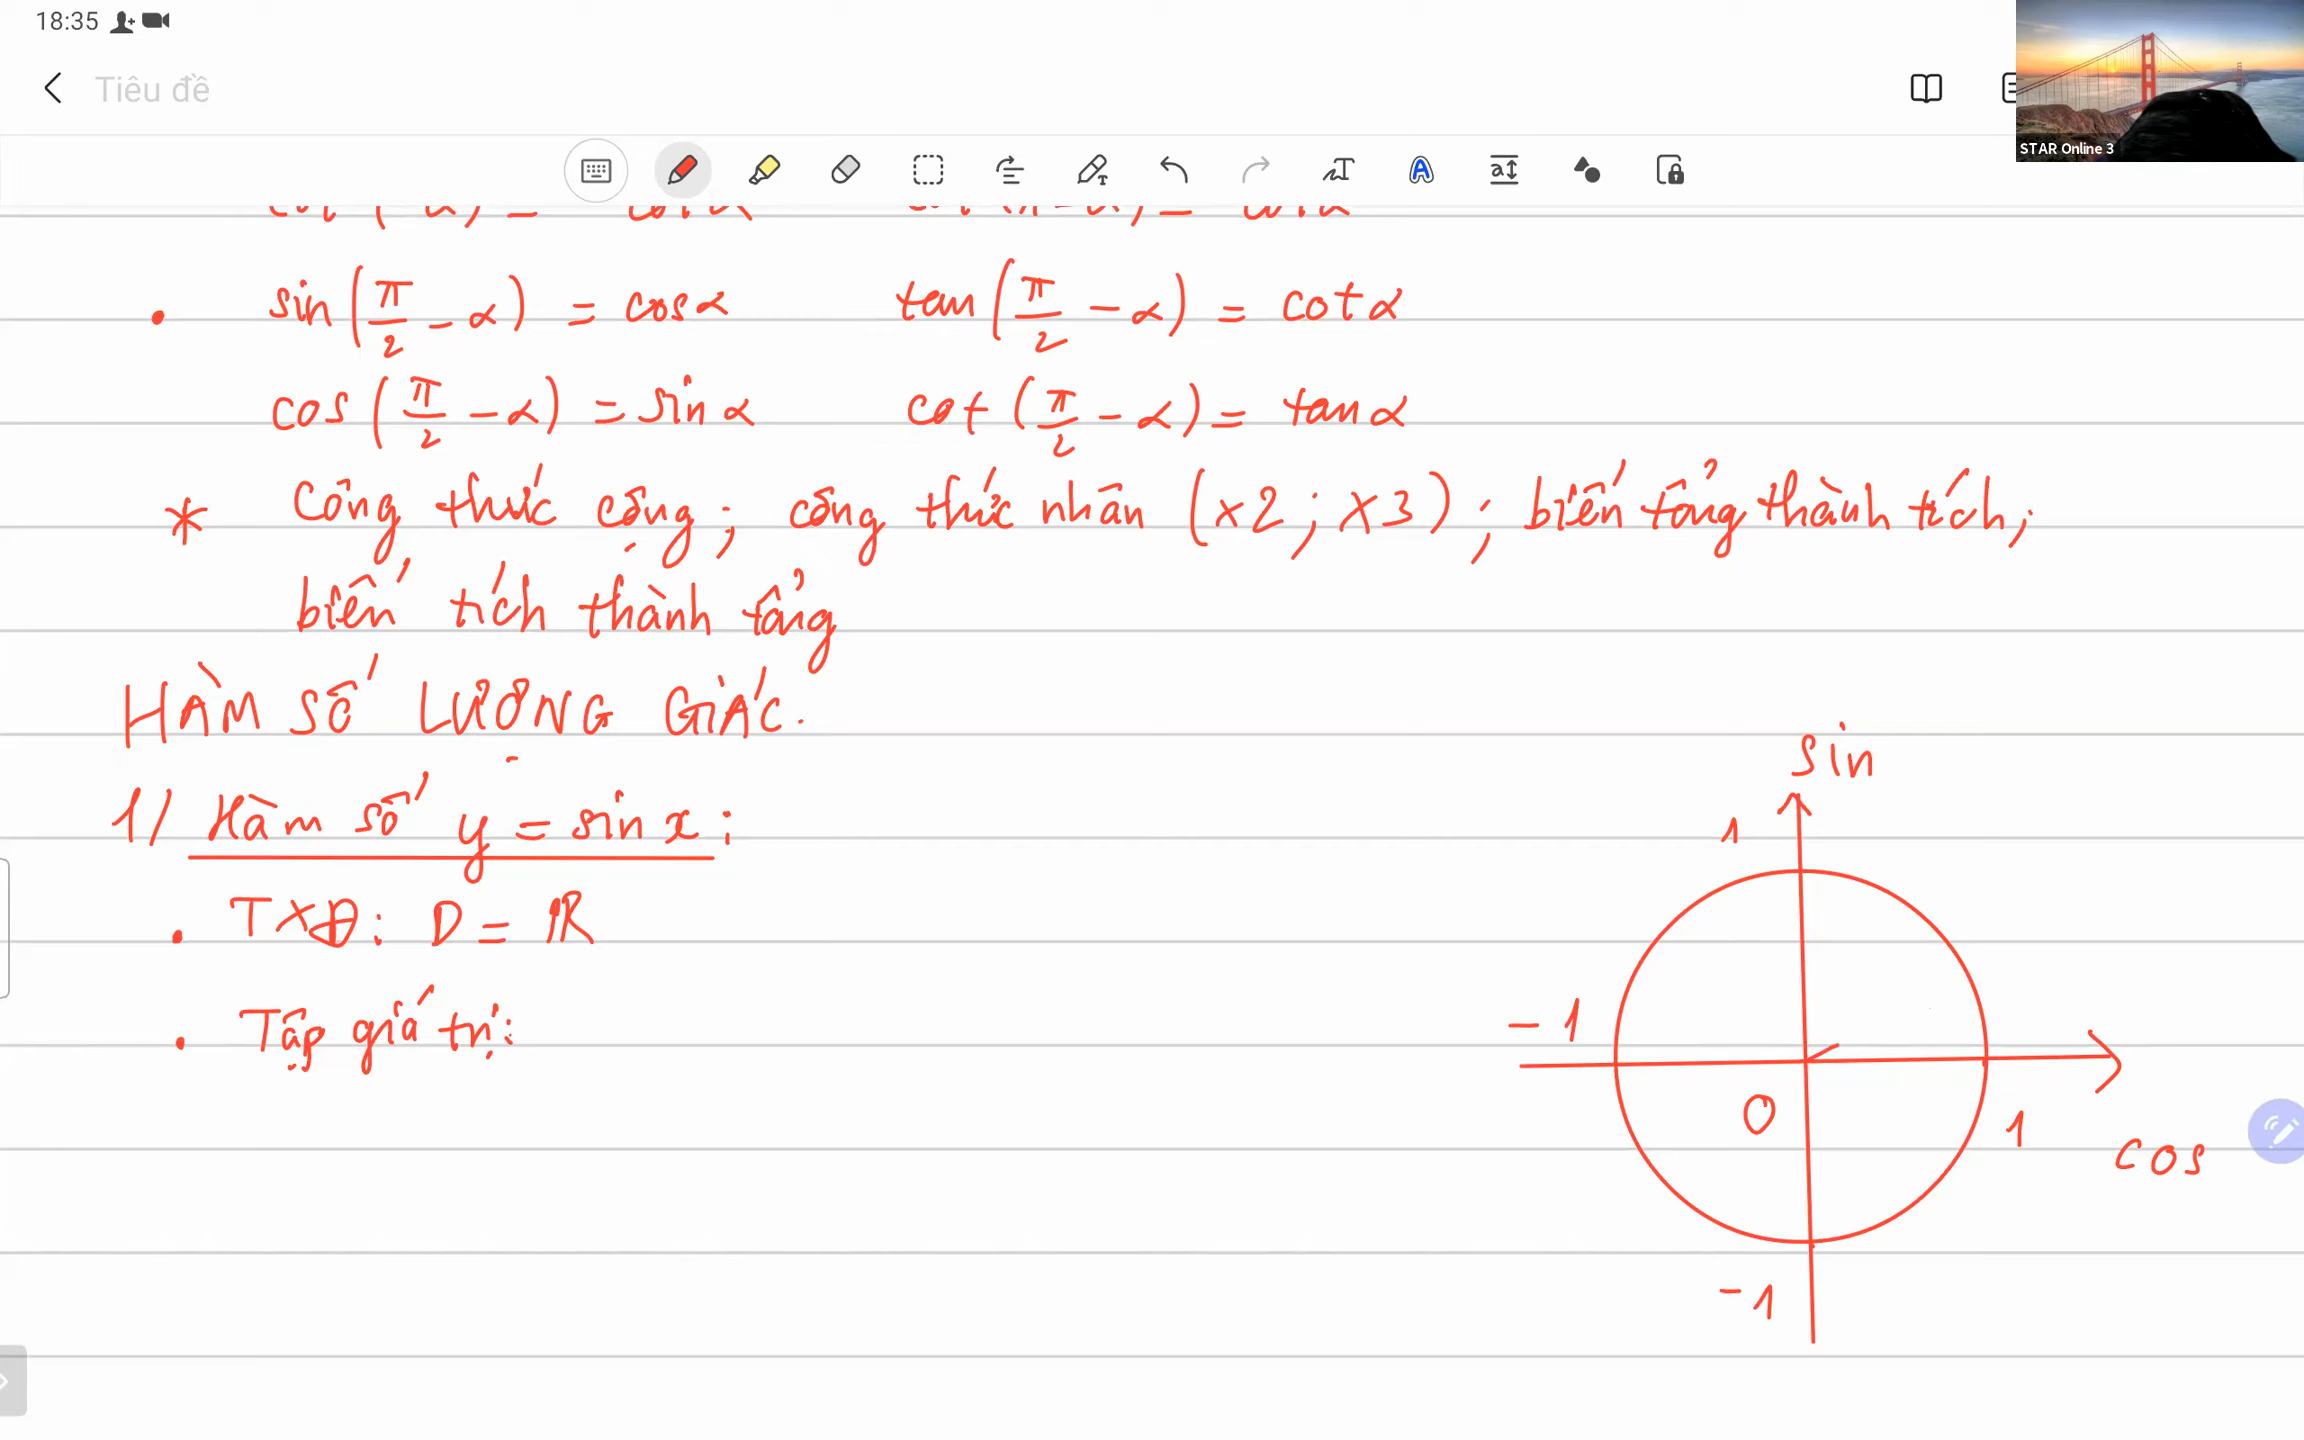 18:35
Tiêu đề
STAR Online 3
sin(π/2 - α) = cosα tan(π/2 - α) = cotα
cos(π/2 - α) = sinα cot(π/2 - α) = tanα
* Công thức cộng; công thức nhân (x2; x3); biến tổng thành tích;
biến tích thành tổng
HÀM SỐ LƯỢNG GIÁC.
1/ Hàm số y = sin x:
• TXĐ: D = ℝ
• Tập giá trị:
sin
1
-1
0
1
cos
-1